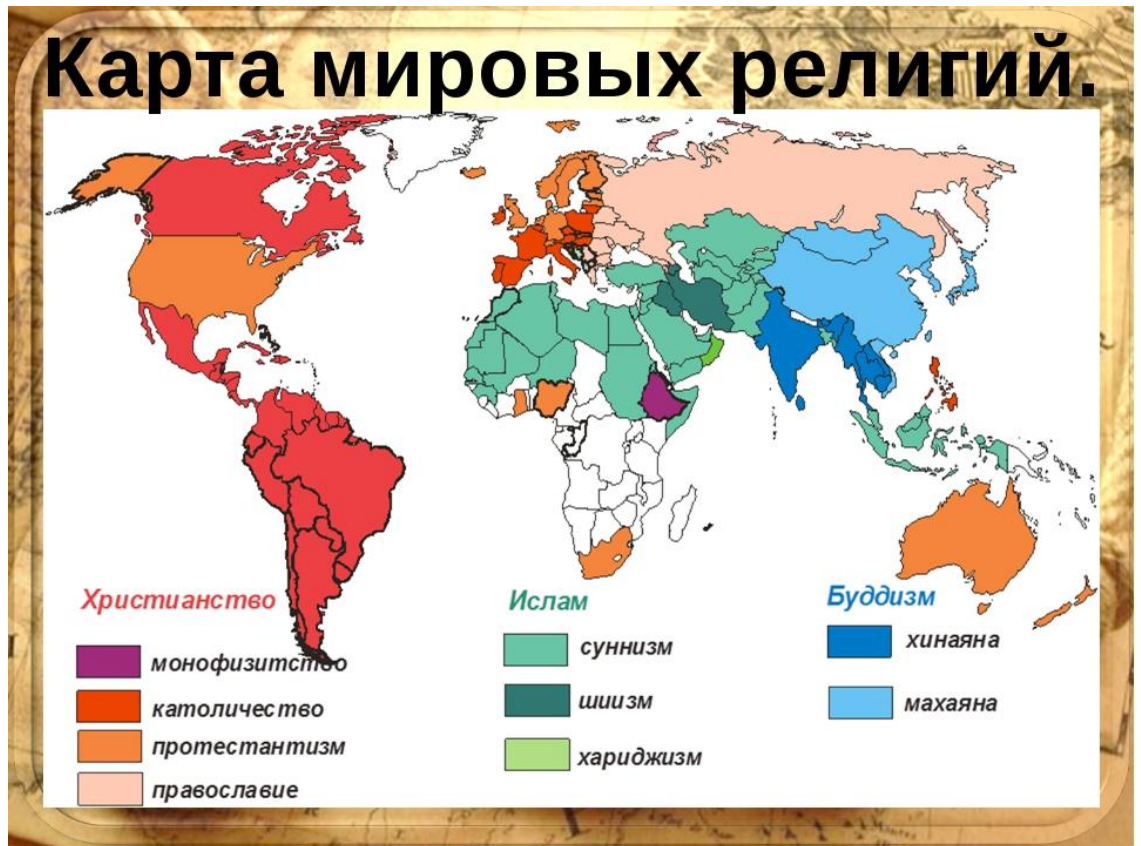 Карта мировых религий.
Христианство
монофизитство
католичество
протестантизм
православие
Ислам
суннизм
шиизм
хариджизм
Буддизм
хинаяна
махаяна